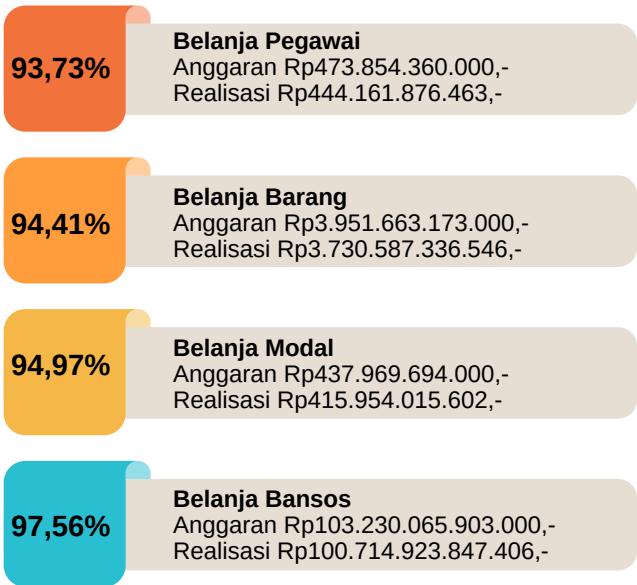 93,73%
Belanja Pegawai
Anggaran Rp473.854.360.000,-
Realisasi Rp444.161.876.463,-
94,41%
Belanja Barang
Anggaran Rp3.951.663.173.000,-
Realisasi Rp3.730.587.336.546,-
94,97%
Belanja Modal
Anggaran Rp437.969.694.000,-
Realisasi Rp415.954.015.602,-
97,56%
Belanja Bansos
Anggaran Rp103.230.065.903.000,-
Realisasi Rp100.714.923.847.406,-